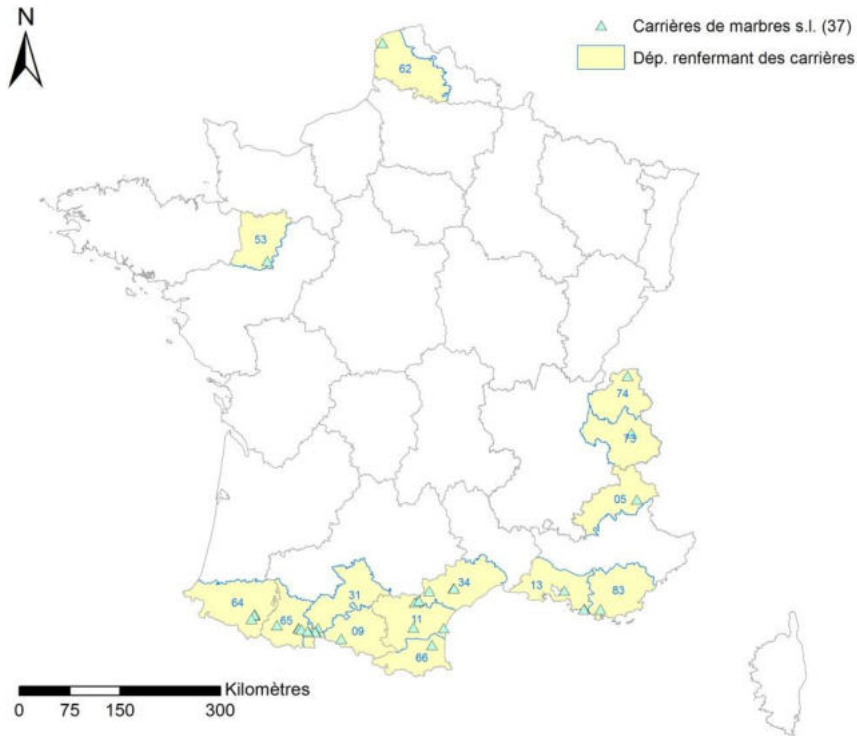 N
Carrières de marbres s.l. (37)
Dép. renfermant des carrières
62
53
74
73
05
13
83
34
31
64
65
11
09
66
Kilomètres
0 75 150 300